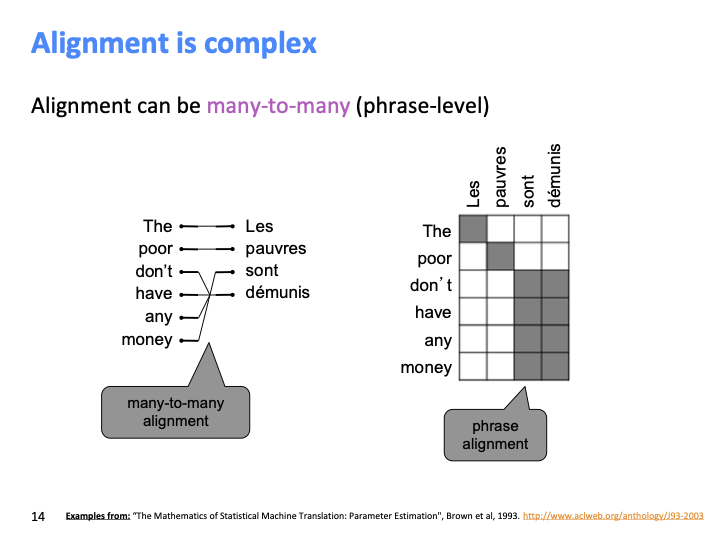 Alignment is complex
Alignment can be many-to-many (phrase-level)
The Les
poor pauvres
don't sont
have démunis
any
money
many-to-many
alignment
Les pauvres sont démunis
The
poor
don't
have
any
money
phrase
alignment
14 Examples from: “The Mathematics of Statistical Machine Translation: Parameter Estimation", Brown et al, 1993. http://www.aclweb.org/anthology/J93-2003